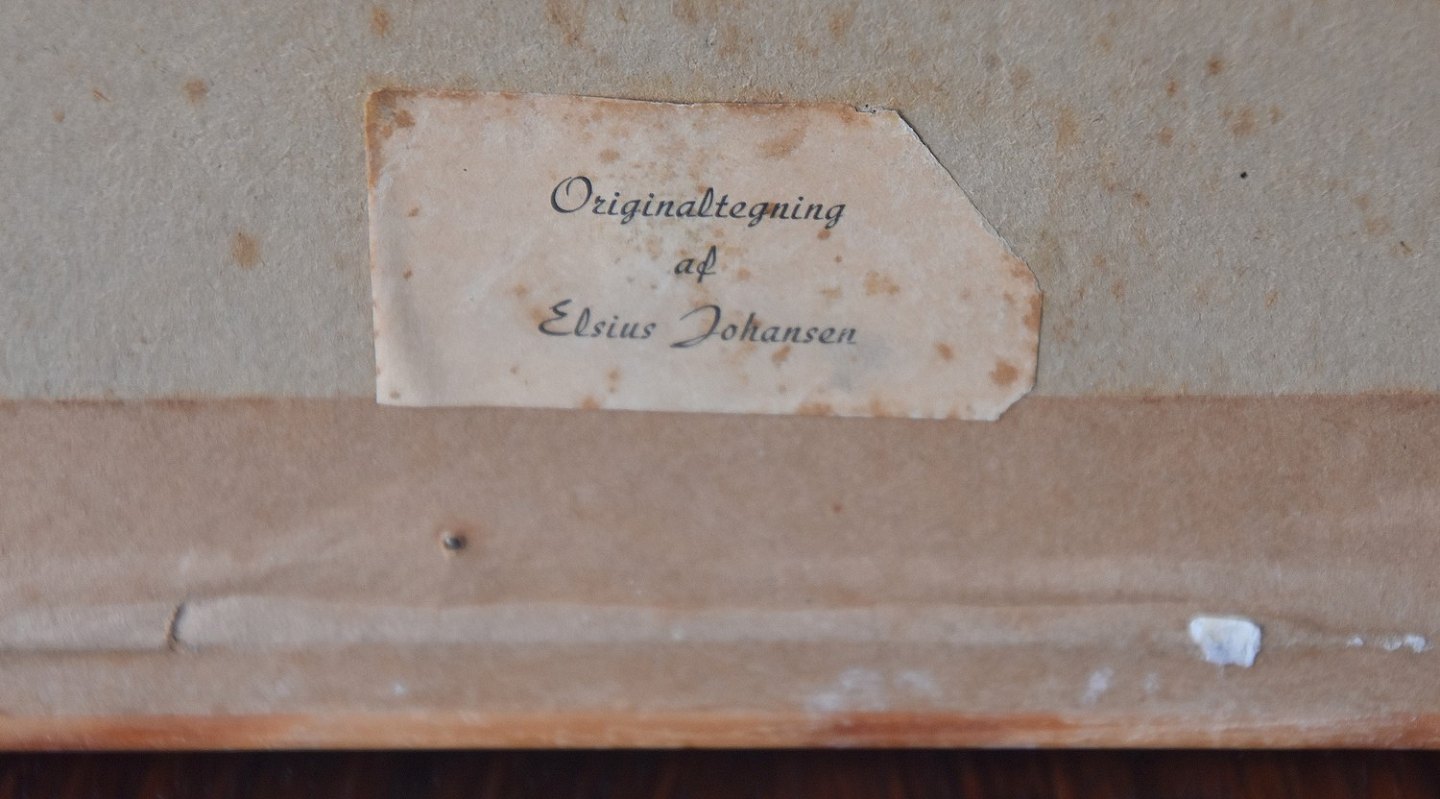 Originaltegning
af
Elsius Johansen